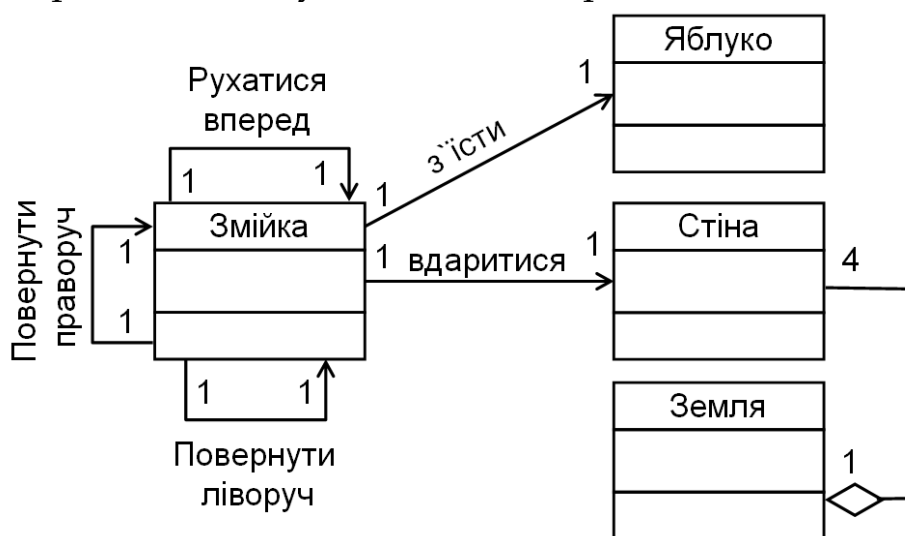 Яблуко
1
Рухатися
вперед
з`їсти
1
1
1
Змійка
Стіна
1
1
вдаритися
1
4
Повернути
праворуч
1
1
1
Земля
1
Повернути
ліворуч